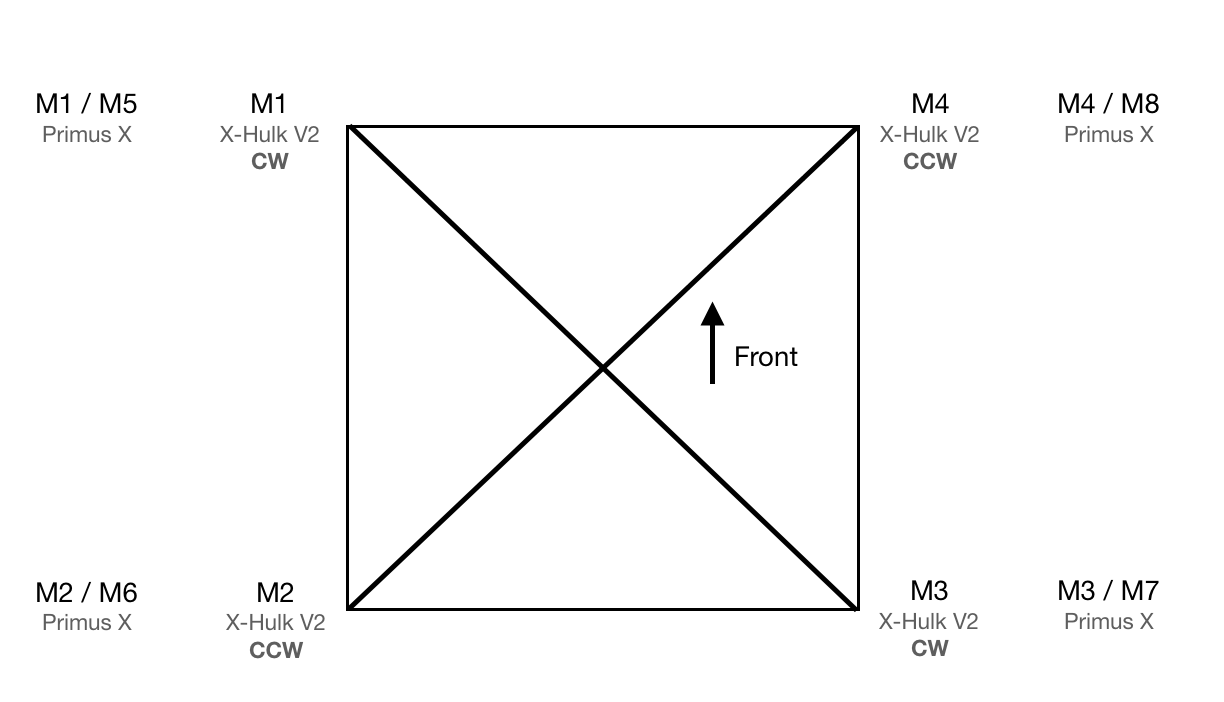 M1 / M5
Primus X
M1
X-Hulk V2
CW
M4
X-Hulk V2
CCW
M4 / M8
Primus X
Front
M2 / M6
Primus X
M2
X-Hulk V2
CCW
M3
X-Hulk V2
CW
M3 / M7
Primus X